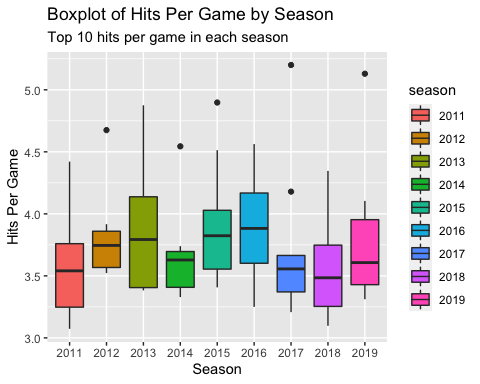 Boxplot of Hits Per Game by Season
Top 10 hits per game in each season
Hits Per Game
5.0
4.5
4.0
3.5
3.0
2011 2012 2013 2014 2015 2016 2017 2018 2019
Season
season
2011
2012
2013
2014
2015
2016
2017
2018
2019